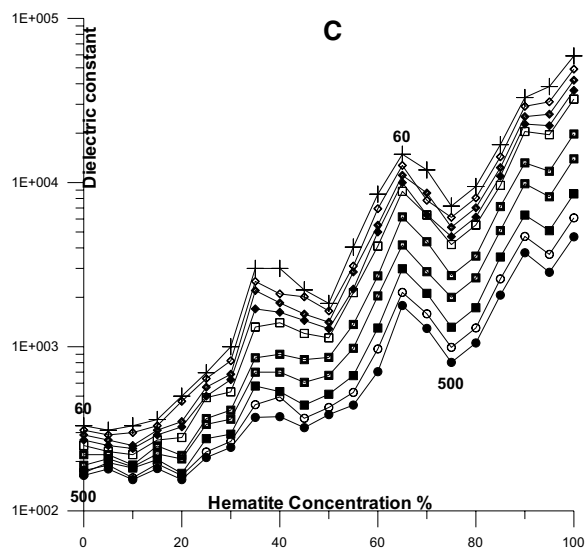 C
1E+005
Dielectric constant
1E+004
1E+003
1E+002
60
60
500
500
Hematite Concentration %
0 20 40 60 80 100